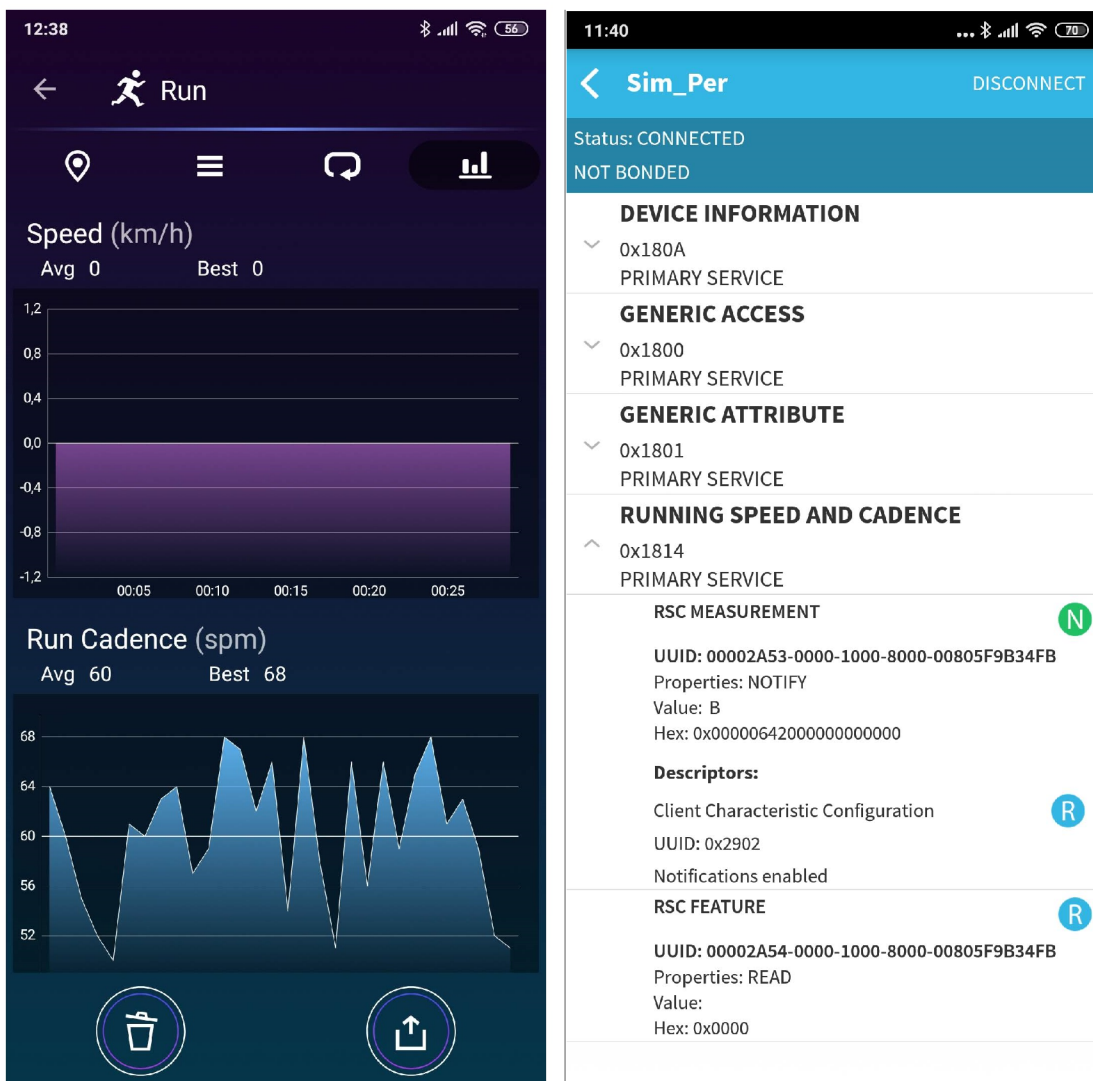 12:38
56
Run
Speed (km/h)
Avg 0 Best 0
1,2
0,8
0,4
0,0
-0,4
-0,8
-1,2
00:05 00:10 00:15 00:20 00:25
Run Cadence (spm)
Avg 60 Best 68
68
64
60
56
52
11:40
70
Sim_Per DISCONNECT
Status: CONNECTED
NOT BONDED
DEVICE INFORMATION
0x180A
PRIMARY SERVICE
GENERIC ACCESS
0x1800
PRIMARY SERVICE
GENERIC ATTRIBUTE
0x1801
PRIMARY SERVICE
RUNNING SPEED AND CADENCE
0x1814
PRIMARY SERVICE
RSC MEASUREMENT
N
UUID: 00002A53-0000-1000-8000-00805F9B34FB
Properties: NOTIFY
Value: B
Hex: 0x00000642000000000000
Descriptors:
Client Characteristic Configuration
R
UUID: 0x2902
Notifications enabled
RSC FEATURE
R
UUID: 00002A54-0000-1000-8000-00805F9B34FB
Properties: READ
Value:
Hex: 0x0000